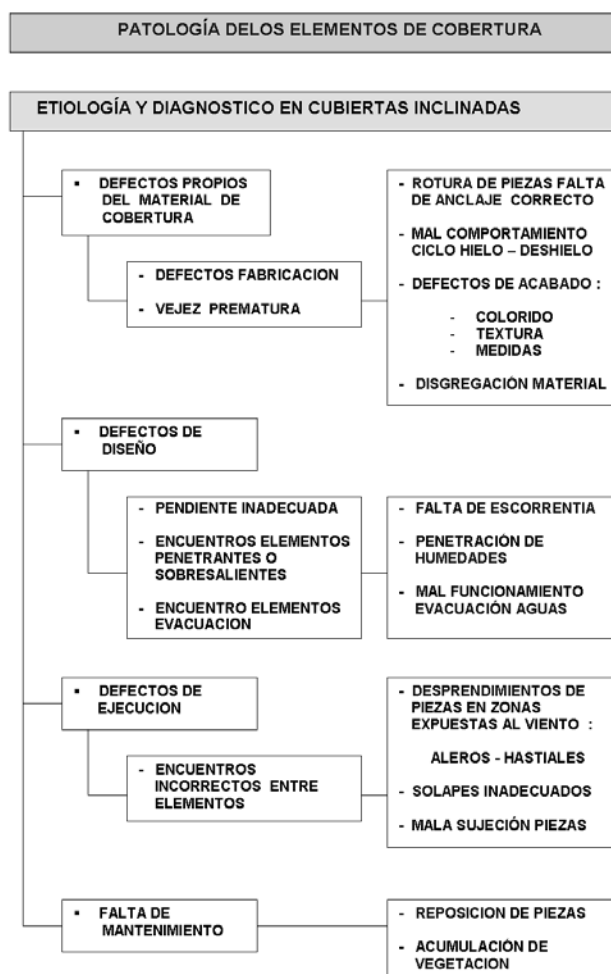 PATOLOGÍA DELOS ELEMENTOS DE COBERTURA
ETIOLOGÍA Y DIAGNOSTICO EN CUBIERTAS INCLINADAS
▪ DEFECTOS PROPIOS
DEL MATERIAL DE
COBERTURA
- DEFECTOS FABRICACION
- VEJEZ PREMATURA
- ROTURA DE PIEZAS FALTA
DE ANCLAJE CORRECTO
- MAL COMPORTAMIENTO
CICLO HIELO – DESHIELO
- DEFECTOS DE ACABADO :
- COLORIDO
- TEXTURA
- MEDIDAS
- DISGREGACIÓN MATERIAL
▪ DEFECTOS DE
DISEÑO
- PENDIENTE INADECUADA
- ENCUENTROS ELEMENTOS
PENETRANTES O
SOBRESALIENTES
- ENCUENTRO ELEMENTOS
EVACUACION
- FALTA DE ESCORRENTIA
- PENETRACIÓN DE
HUMEDADES
- MAL FUNCIONAMIENTO
EVACUACIÓN AGUAS
▪ DEFECTOS DE
EJECUCION
- ENCUENTROS
INCORRECTOS ENTRE
ELEMENTOS
- DESPRENDIMIENTOS DE
PIEZAS EN ZONAS
EXPUESTAS AL VIENTO :
ALEROS - HASTIALES
- SOLAPES INADECUADOS
- MALA SUJECIÓN PIEZAS
▪ FALTA DE
MANTENIMIENTO
- REPOSICION DE PIEZAS
- ACUMULACIÓN DE
VEGETACION